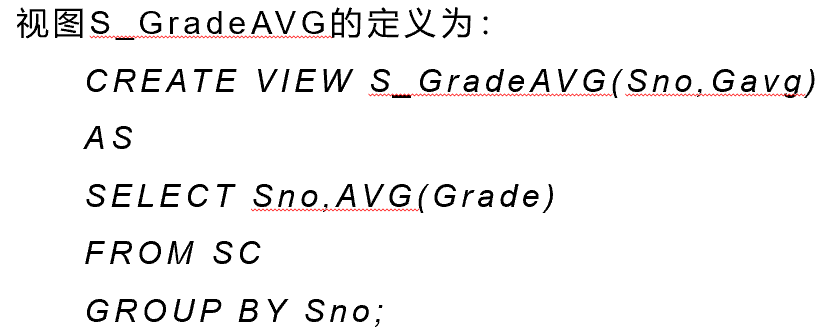 视图S_GradeAVG的定义为：
CREATE VIEW S_GradeAVG(Sno,Gavg)
AS
SELECT Sno,AVG(Grade)
FROM SC
GROUP BY Sno;